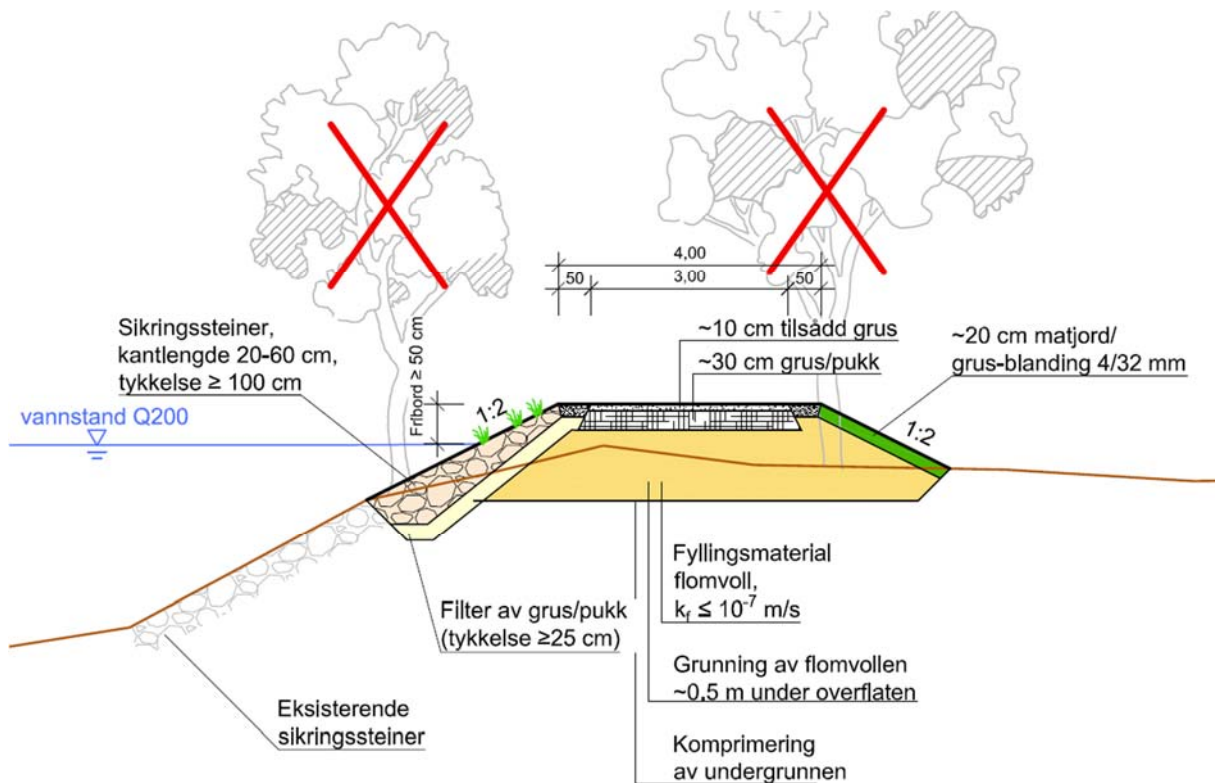 4,00
50
3,00
50
Sikringssteiner,
kantlengde 20-60 cm,
tykkelse ≥ 100 cm
Fribord ≥ 50 cm
~10 cm tilsådd grus
~30 cm grus/pukk
~20 cm matjord/
grus-blanding 4/32 mm
vannstand Q200
1:2
1:2
Fyllingsmaterial
flomvoll,
k_f ≤ 10⁻⁷ m/s
Filter av grus/pukk
(tykkelse ≥25 cm)
Grunning av flomvollen
~0,5 m under overflaten
Eksisterende
sikringssteiner
Komprimering
av undergrunnen